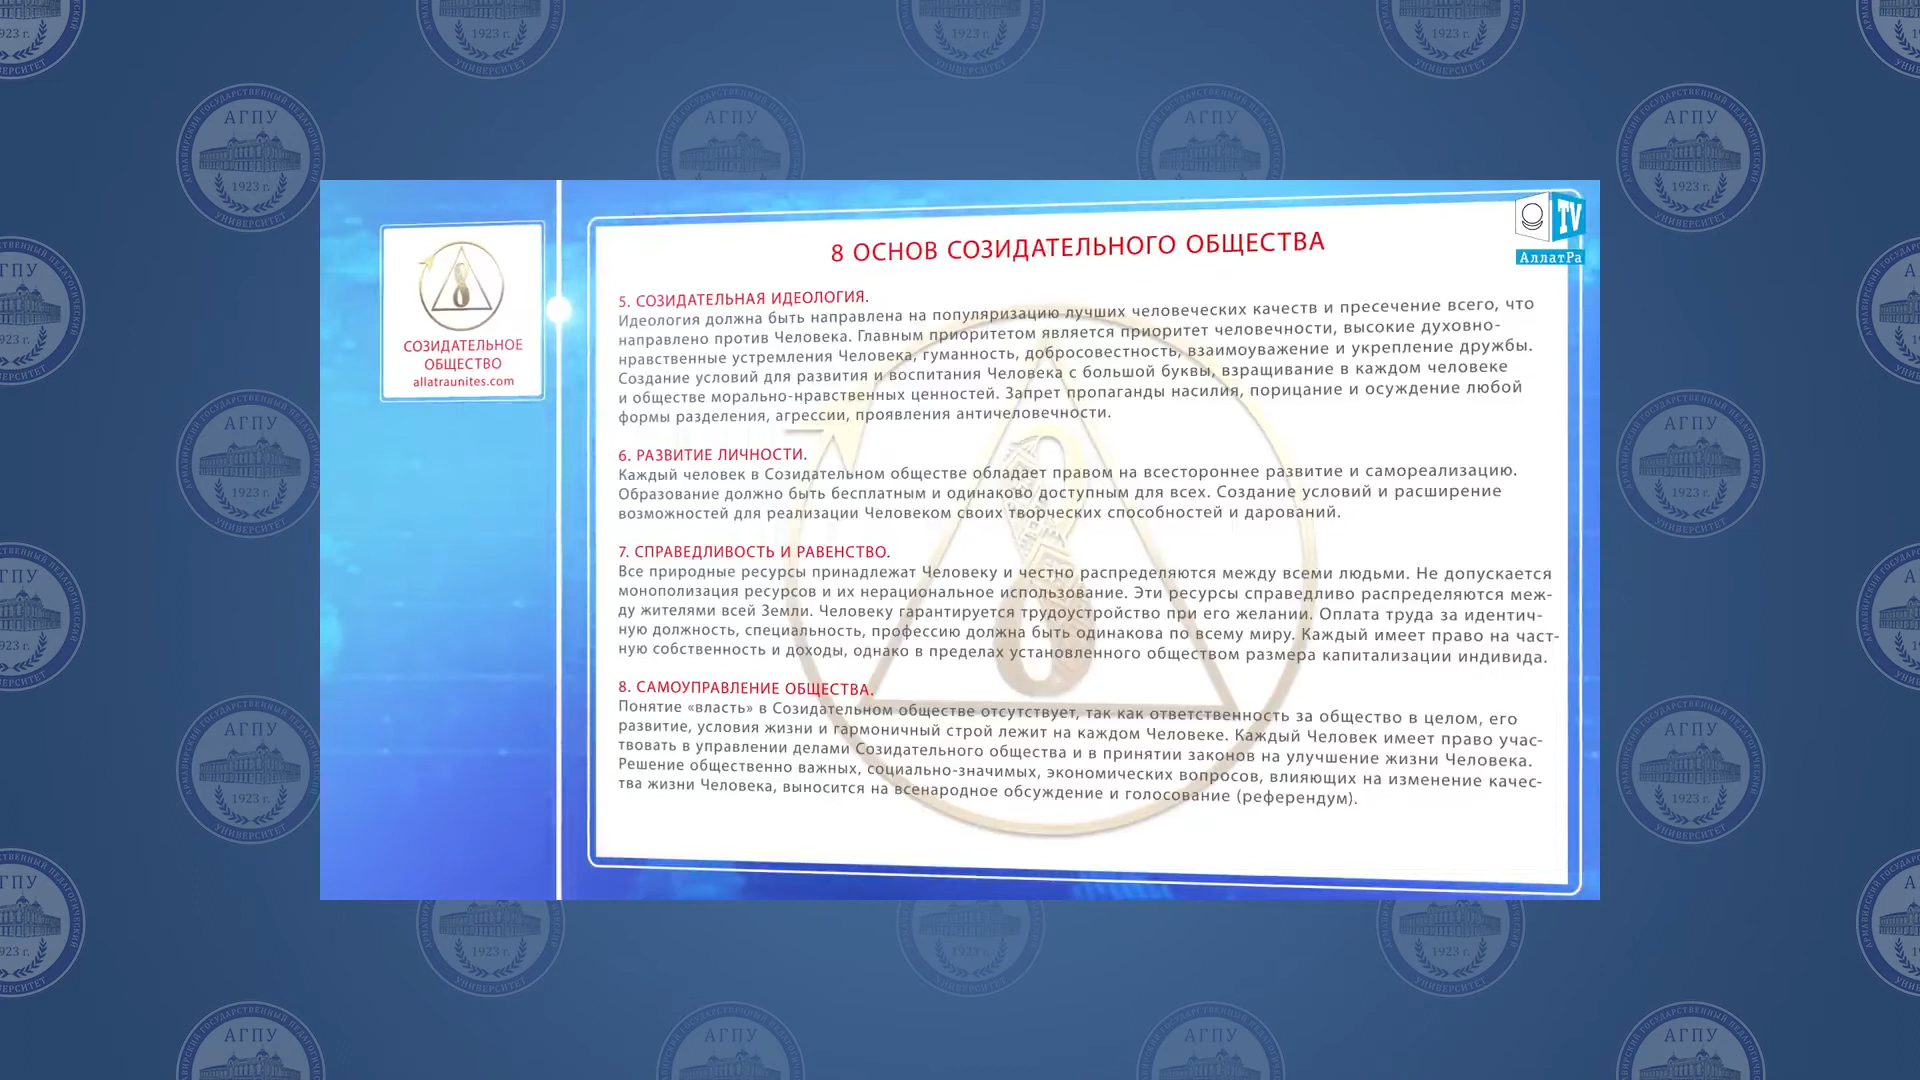 8 ОСНОВ СОЗИДАТЕЛЬНОГО ОБЩЕСТВА
TV
АллатРа
СОЗИДАТЕЛЬНОЕ
ОБЩЕСТВО
allatraunites.com
5. СОЗИДАТЕЛЬНАЯ ИДЕОЛОГИЯ.
Идеология должна быть направлена на популяризацию лучших человеческих качеств и пресечение всего, что
направлено против Человека. Главным приоритетом является приоритет человечности, высокие духовно-
нравственные устремления Человека, гуманность, добросовестность, взаимоуважение и укрепление дружбы.
Создание условий для развития и воспитания Человека с большой буквы, взращивание в каждом человеке
и обществе морально-нравственных ценностей. Запрет пропаганды насилия, порицание и осуждение любой
формы разделения, агрессии, проявления античеловечности.
6. РАЗВИТИЕ ЛИЧНОСТИ.
Каждый человек в Созидательном обществе обладает правом на всестороннее развитие и самореализацию.
Образование должно быть бесплатным и одинаково доступным для всех. Создание условий и расширение
возможностей для реализации Человеком своих творческих способностей и дарований.
7. СПРАВЕДЛИВОСТЬ И РАВЕНСТВО.
Все природные ресурсы принадлежат Человеку и честно распределяются между всеми людьми. Не допускается
монополизация ресурсов и их нерациональное использование. Эти ресурсы справедливо распределяются меж-
ду жителями всей Земли. Человеку гарантируется трудоустройство при его желании. Оплата труда за идентич-
ную должность, специальность, профессию должна быть одинакова по всему миру. Каждый имеет право на част-
ную собственность и доходы, однако в пределах установленного обществом размера капитализации индивида.
8. САМОУПРАВЛЕНИЕ ОБЩЕСТВА.
Понятие «власть» в Созидательном обществе отсутствует, так как ответственность за общество в целом, его
развитие, условия жизни и гармоничный строй лежит на каждом Человеке. Каждый Человек имеет право учас-
твовать в управлении делами Созидательного общества и в принятии законов на улучшение жизни Человека.
Решение общественно важных, социально-значимых, экономических вопросов, влияющих на изменение качес-
тва жизни Человека, выносится на всенародное обсуждение и голосование (референдум).
АРМАВИРСКИЙ ГОСУДАРСТВЕННЫЙ ПЕДАГОГИЧЕСКИЙ
АГПУ
1923 г.
УНИВЕРСИТЕТ